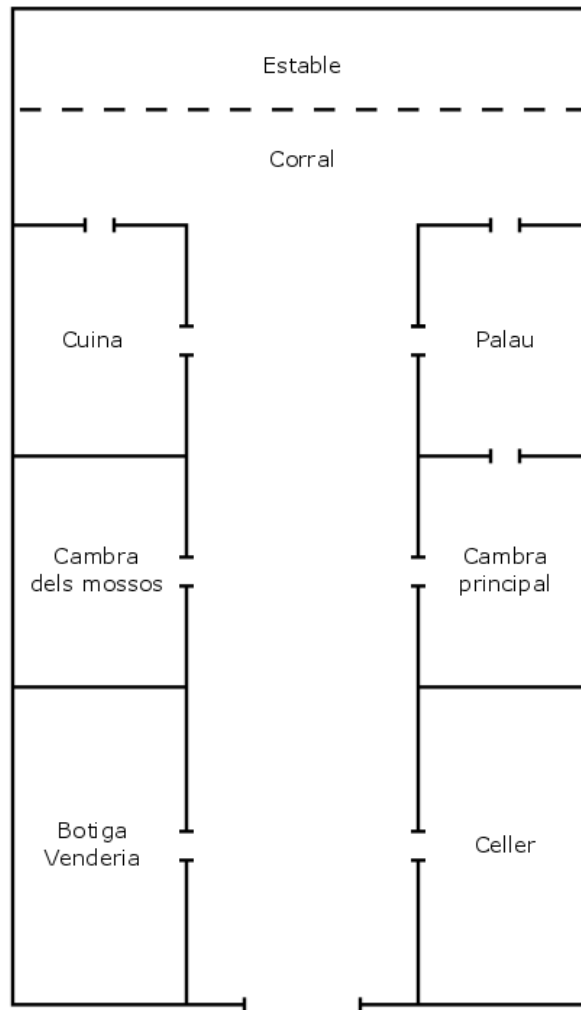 Estable
Corral
Cuina
Palau
Cambra
dels mossos
Cambra
principal
Botiga
Venderia
Celler